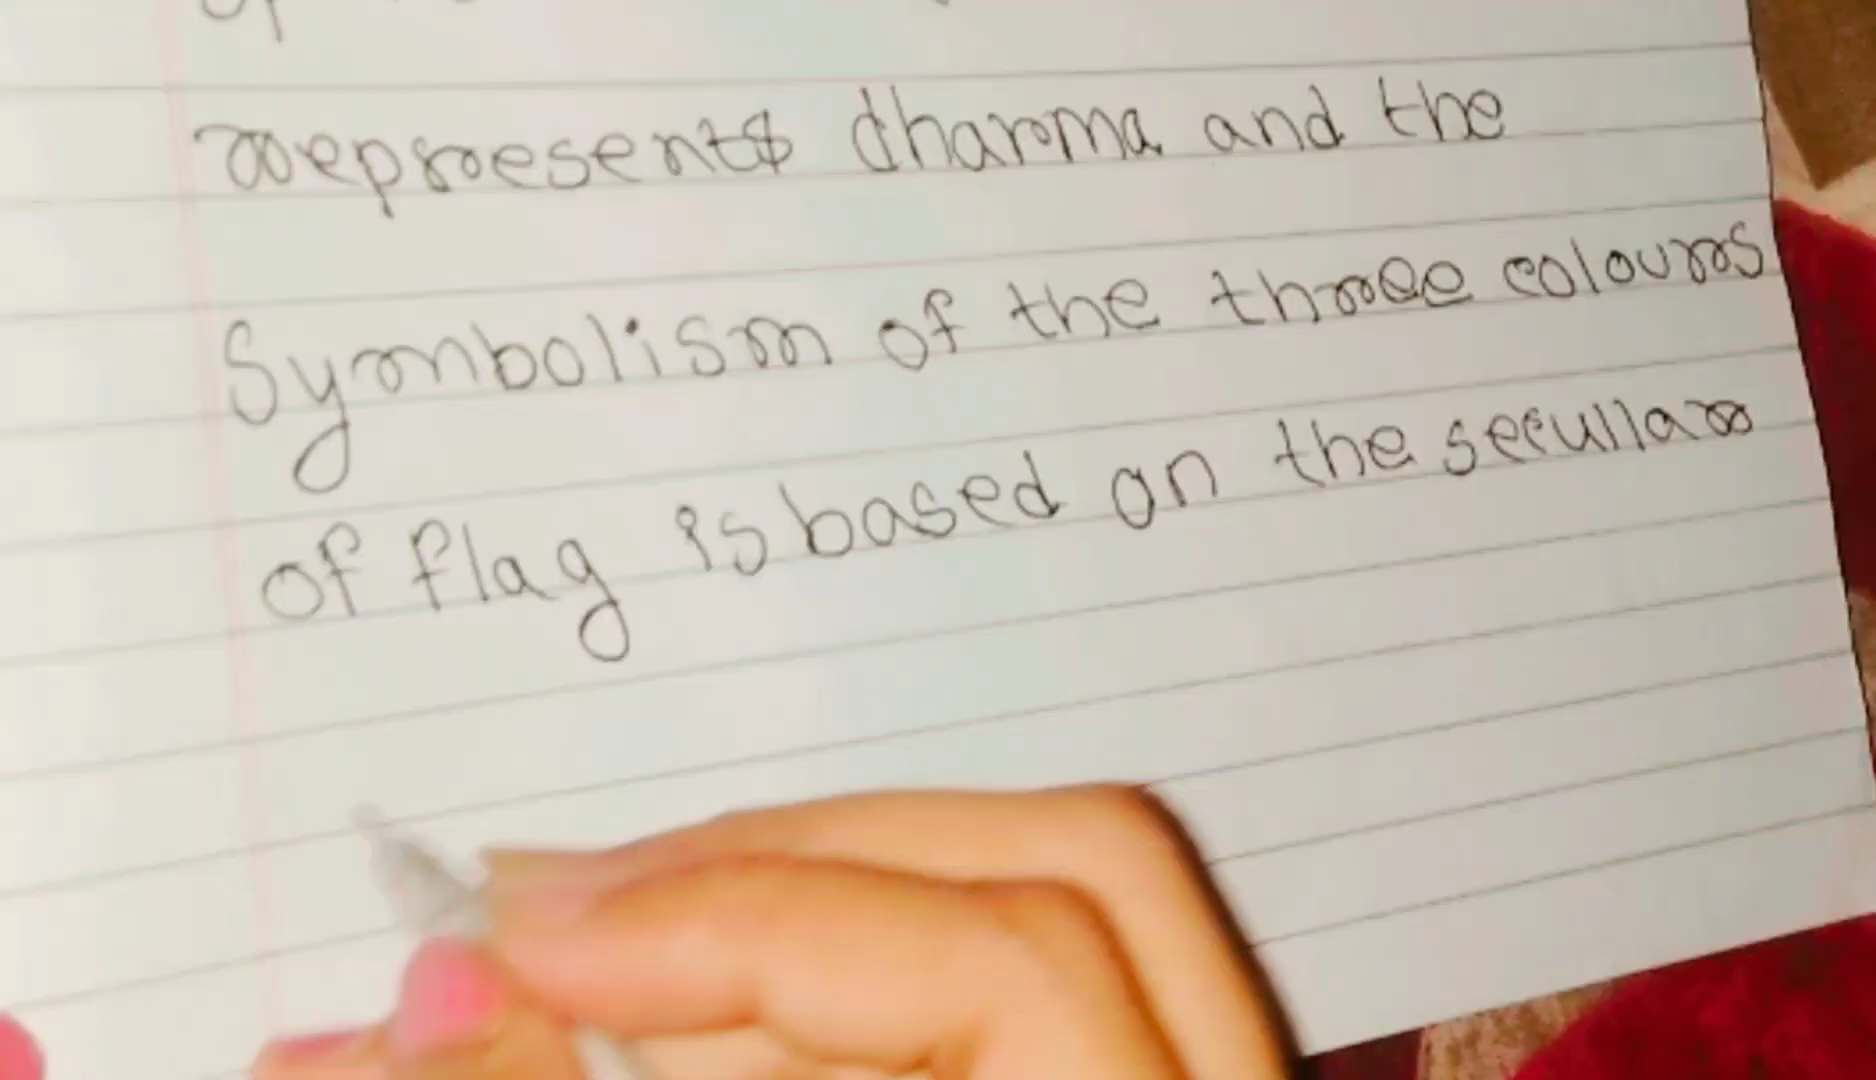 represents dharma and the
Symbolism of the three colours
of flag is based on the secullar